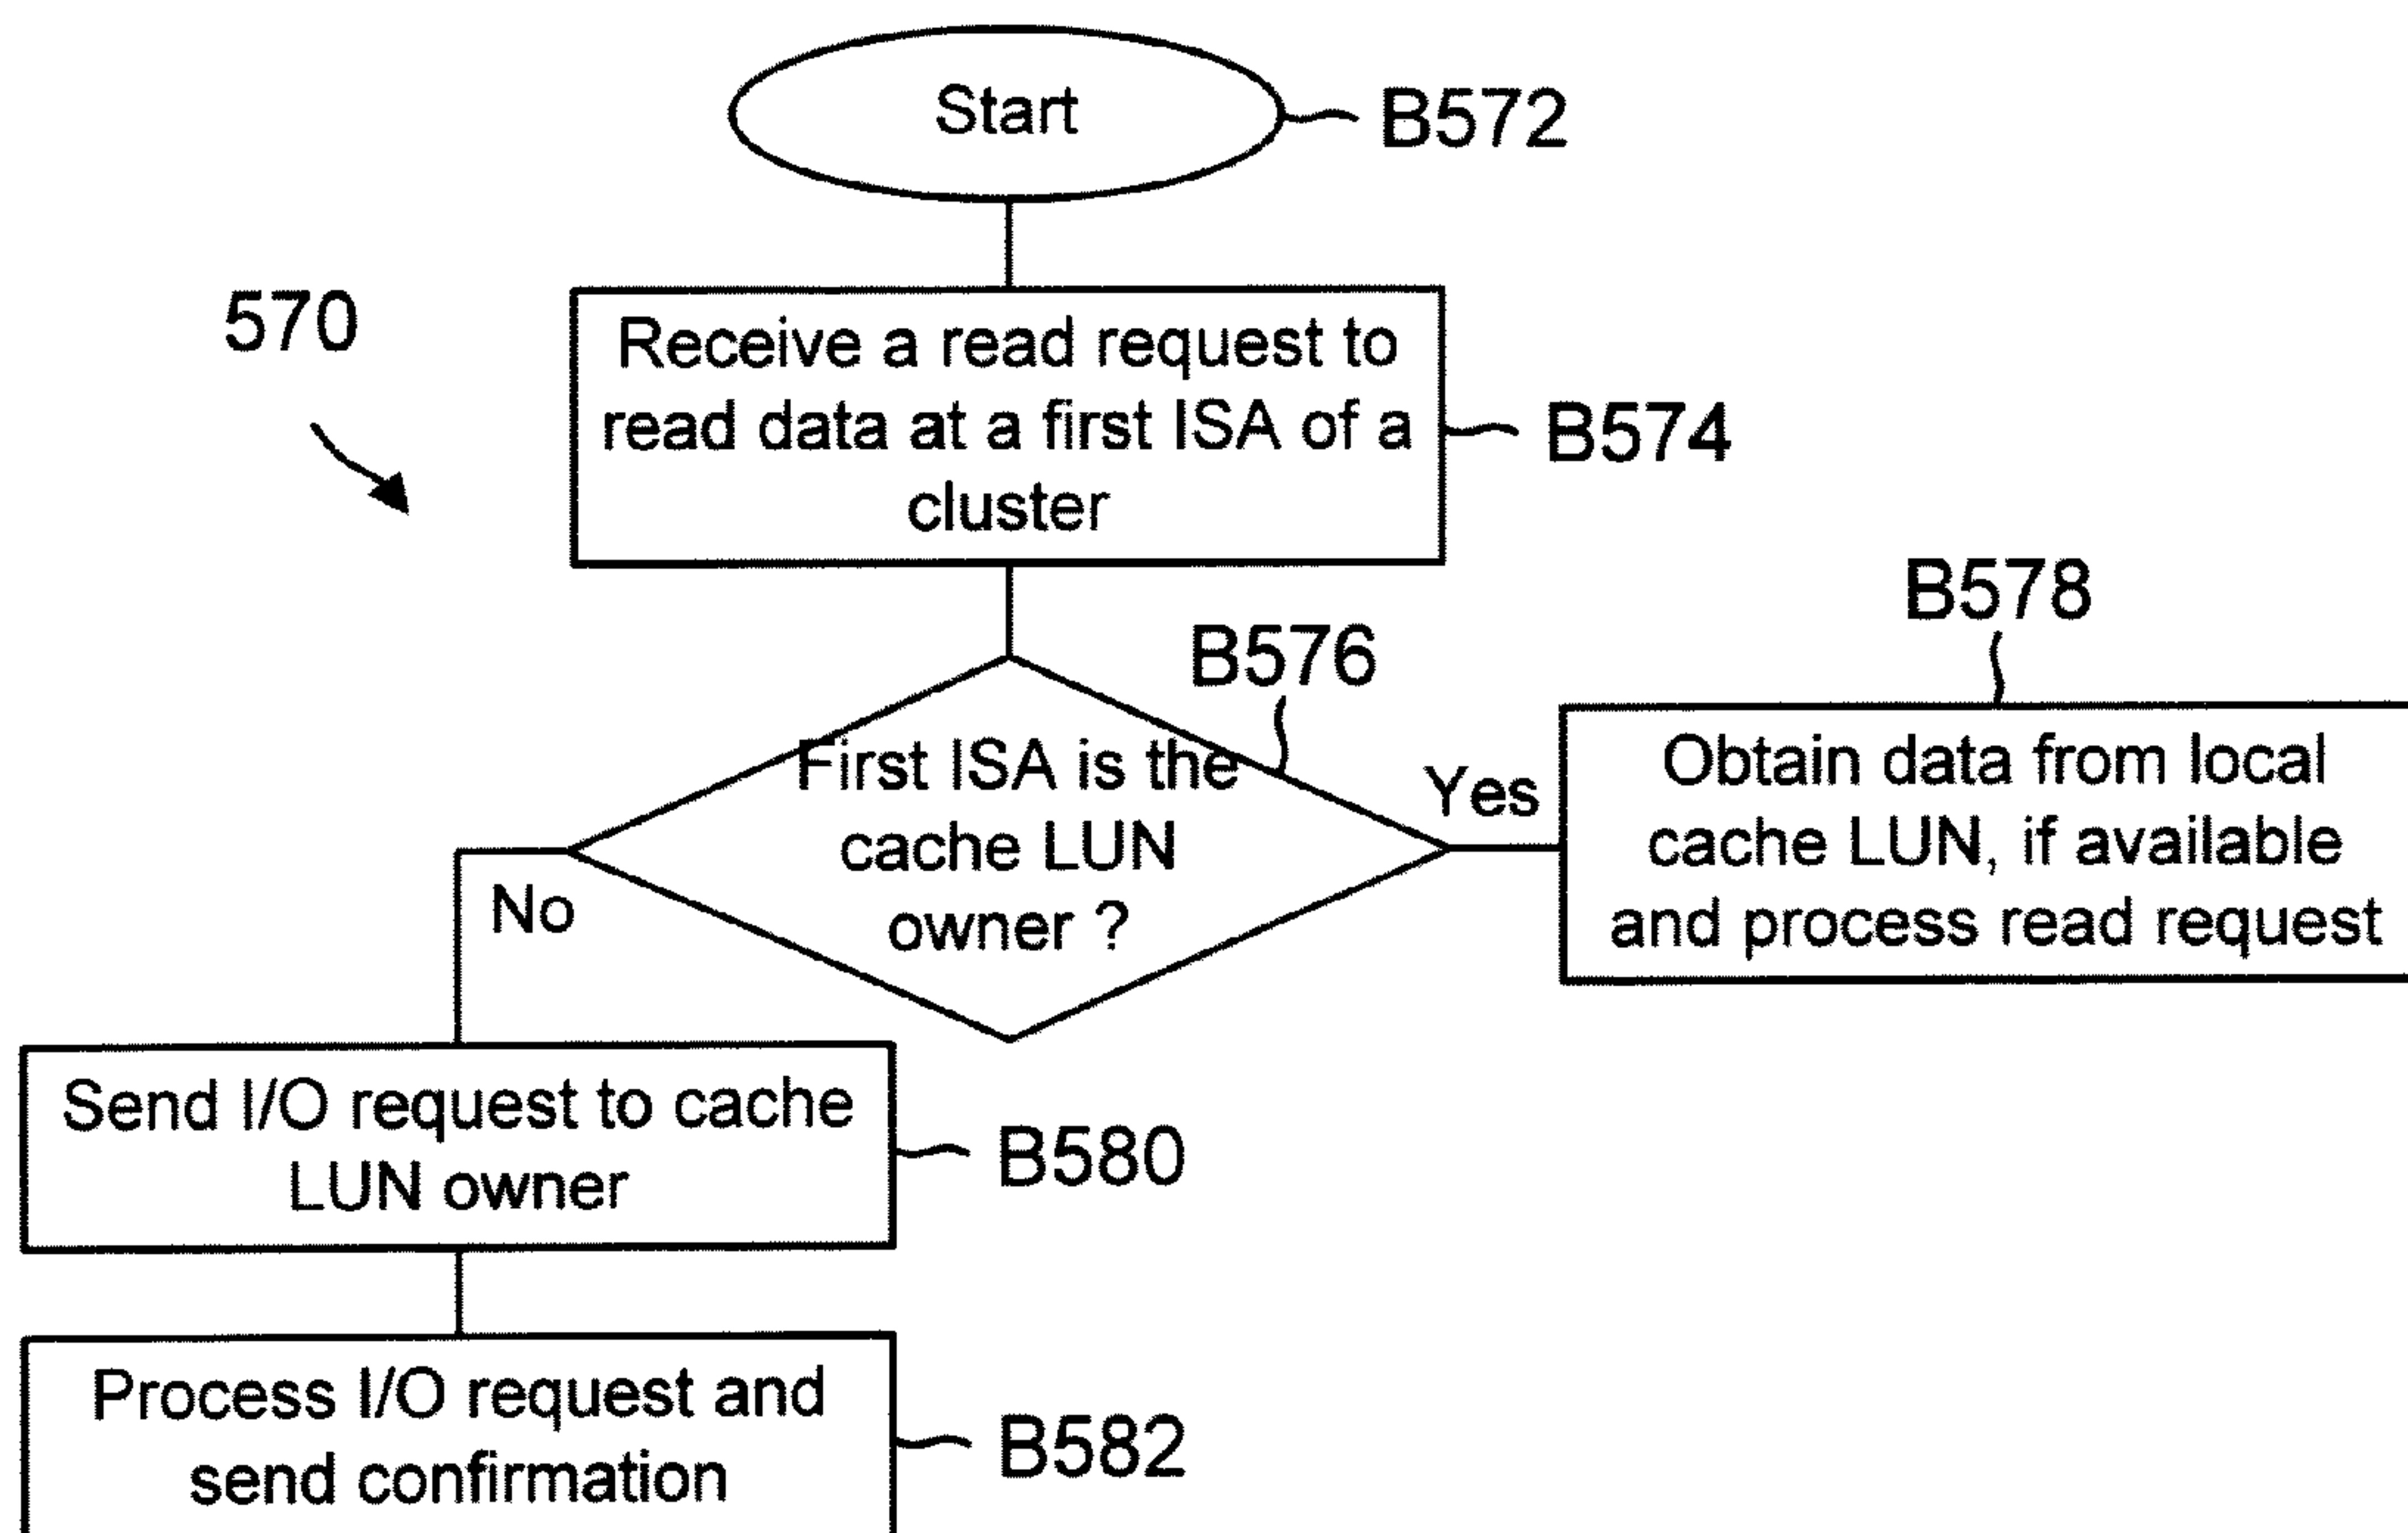 Start
B572
570
Receive a read request to
read data at a first ISA of a
cluster
B574
B576
First ISA is the
cache LUN
owner ?
Yes
No
B578
Obtain data from local
cache LUN, if available
and process read request
Send I/O request to cache
LUN owner
B580
Process I/O request and
send confirmation
B582